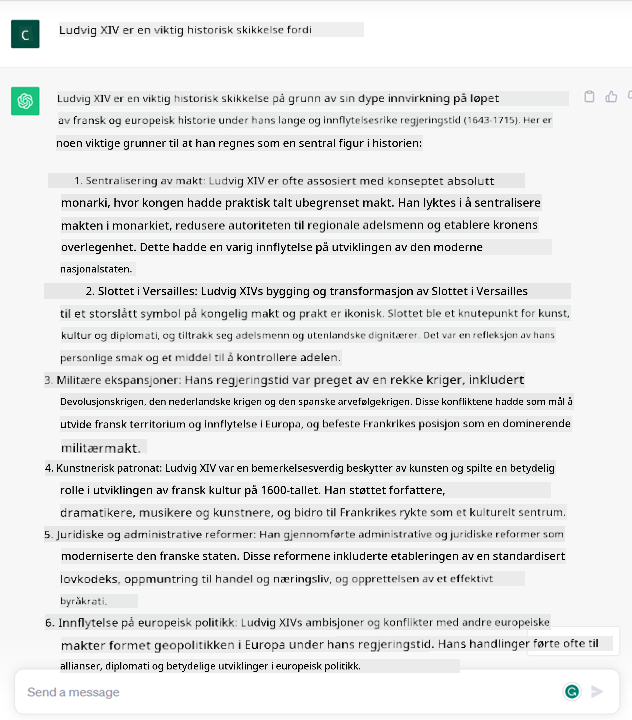 C
Ludvig XIV er en viktig historisk skikkelse fordi
Ludvig XIV er en viktig historisk skikkelse på grunn av sin dype innvirkning på løpet
av fransk og europeisk historie under hans lange og innflytelsesrike regjeringstid (1643-1715). Her er
noen viktige grunner til at han regnes som en sentral figur i historien:
1. Sentralisering av makt: Ludvig XIV er ofte assosiert med konseptet absolutt
monarki, hvor kongen hadde praktisk talt ubegrenset makt. Han lyktes i å sentralisere
makten i monarkiet, redusere autoriteten til regionale adelsmenn og etablere kronens
overlegenhet. Dette hadde en varig innflytelse på utviklingen av den moderne
nasjonalstaten.
2. Slottet i Versailles: Ludvig XIVs bygging og transformasjon av Slottet i Versailles
til et storslått symbol på kongelig makt og prakt er ikonisk. Slottet ble et knutepunkt for kunst,
kultur og diplomati, og tiltrakk seg adelsmenn og utenlandske dignitærer. Det var en refleksjon av hans
personlige smak og et middel til å kontrollere adelen.
3. Militære ekspansjoner: Hans regjeringstid var preget av en rekke kriger, inkludert
Devolusjonskrigen, den nederlandske krigen og den spanske arvefølgekrigen. Disse konfliktene hadde som mål å
utvide fransk territorium og innflytelse i Europa, og befeste Frankrikes posisjon som en dominerende
militærmakt.
4. Kunstnerisk patronat: Ludvig XIV var en bemerkelsesverdig beskytter av kunsten og spilte en betydelig
rolle i utviklingen av fransk kultur på 1600-tallet. Han støttet forfattere,
dramatikere, musikere og kunstnere, og bidro til Frankrikes rykte som et kulturelt sentrum.
5. Juridiske og administrative reformer: Han gjennomførte administrative og juridiske reformer som
moderniserte den franske staten. Disse reformene inkluderte etableringen av en standardisert
lovkodeks, oppmuntring til handel og næringsliv, og opprettelsen av et effektivt
byråkrati.
6. Innflytelse på europeisk politikk: Ludvig XIVs ambisjoner og konflikter med andre europeiske
makter formet geopolitikken i Europa under hans regjeringstid. Hans handlinger førte ofte til
allianser, diplomati og betydelige utviklinger i europeisk politikk.
Send a message